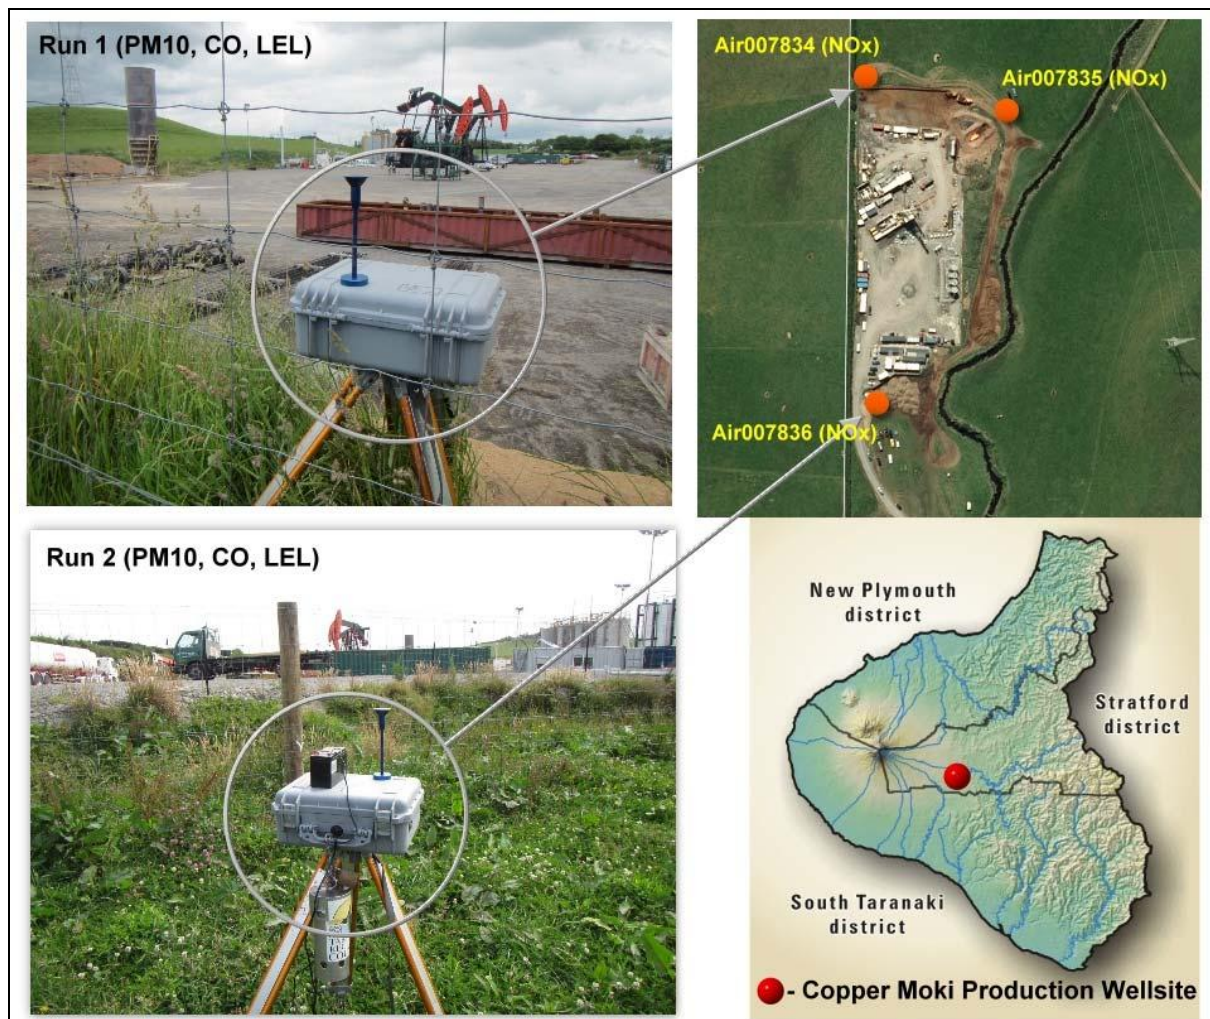 Run 1 (PM10, CO, LEL)
Air007834 (NOx)
Air007835 (NOx)
Air007836 (NOx)
Run 2 (PM10, CO, LEL)
New Plymouth
district
Stratford
district
South Taranaki
district
- Copper Moki Production Wellsite